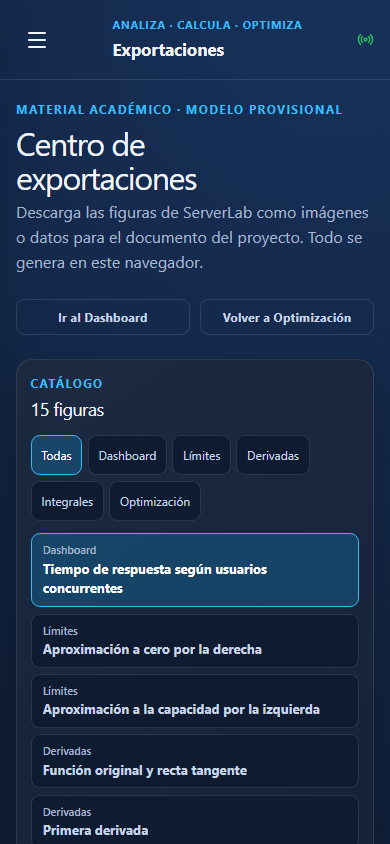 ANALIZA · CALCULA · OPTIMIZA
Exportaciones
MATERIAL ACADÉMICO · MODELO PROVISIONAL
Centro de
exportaciones
Descarga las figuras de ServerLab como imágenes
o datos para el documento del proyecto. Todo se
genera en este navegador.
Ir al Dashboard
Volver a Optimización
CATÁLOGO
15 figuras
Todas
Dashboard
Límites
Derivadas
Integrales
Optimización
Dashboard
Tiempo de respuesta según usuarios
concurrentes
Límites
Aproximación a cero por la derecha
Límites
Aproximación a la capacidad por la izquierda
Derivadas
Función original y recta tangente
Derivadas
Primera derivada